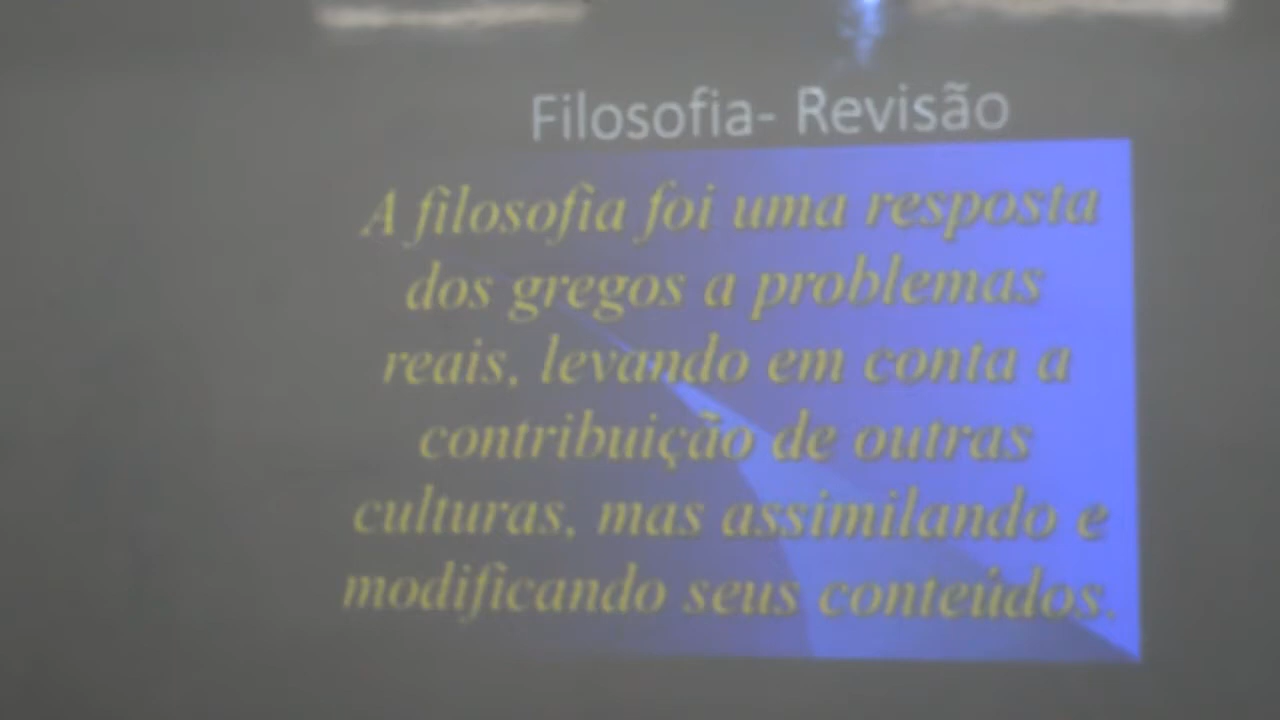 Filosofia- Revisão
A filosofia foi uma resposta
dos gregos a problemas
reais, levando em conta a
contribuição de outras
culturas, mas assimilando e
modificando seus conteúdos.